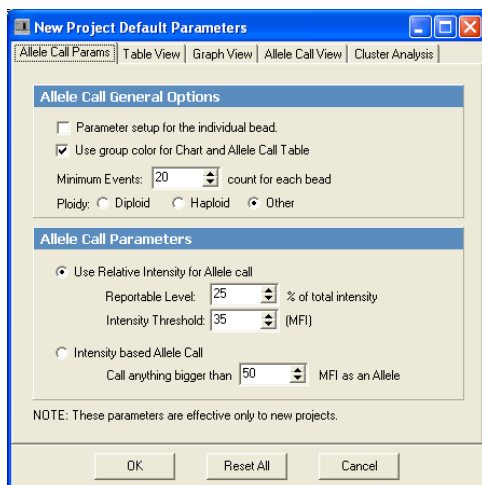 New Project Default Parameters
Allele Call Params Table View Graph View Allele Call View Cluster Analysis
Allele Call General Options
Parameter setup for the individual bead.
Use group color for Chart and Allele Call Table
Minimum Events: 20 count for each bead
Ploidy: Diploid Haploid Other
Allele Call Parameters
Use Relative Intensity for Allele call
Reportable Level: 25 % of total intensity
Intensity Threshold: 35 (MFI)
Intensity based Allele Call
Call anything bigger than 50 MFI as an Allele
NOTE: These parameters are effective only to new projects.
OK Reset All Cancel